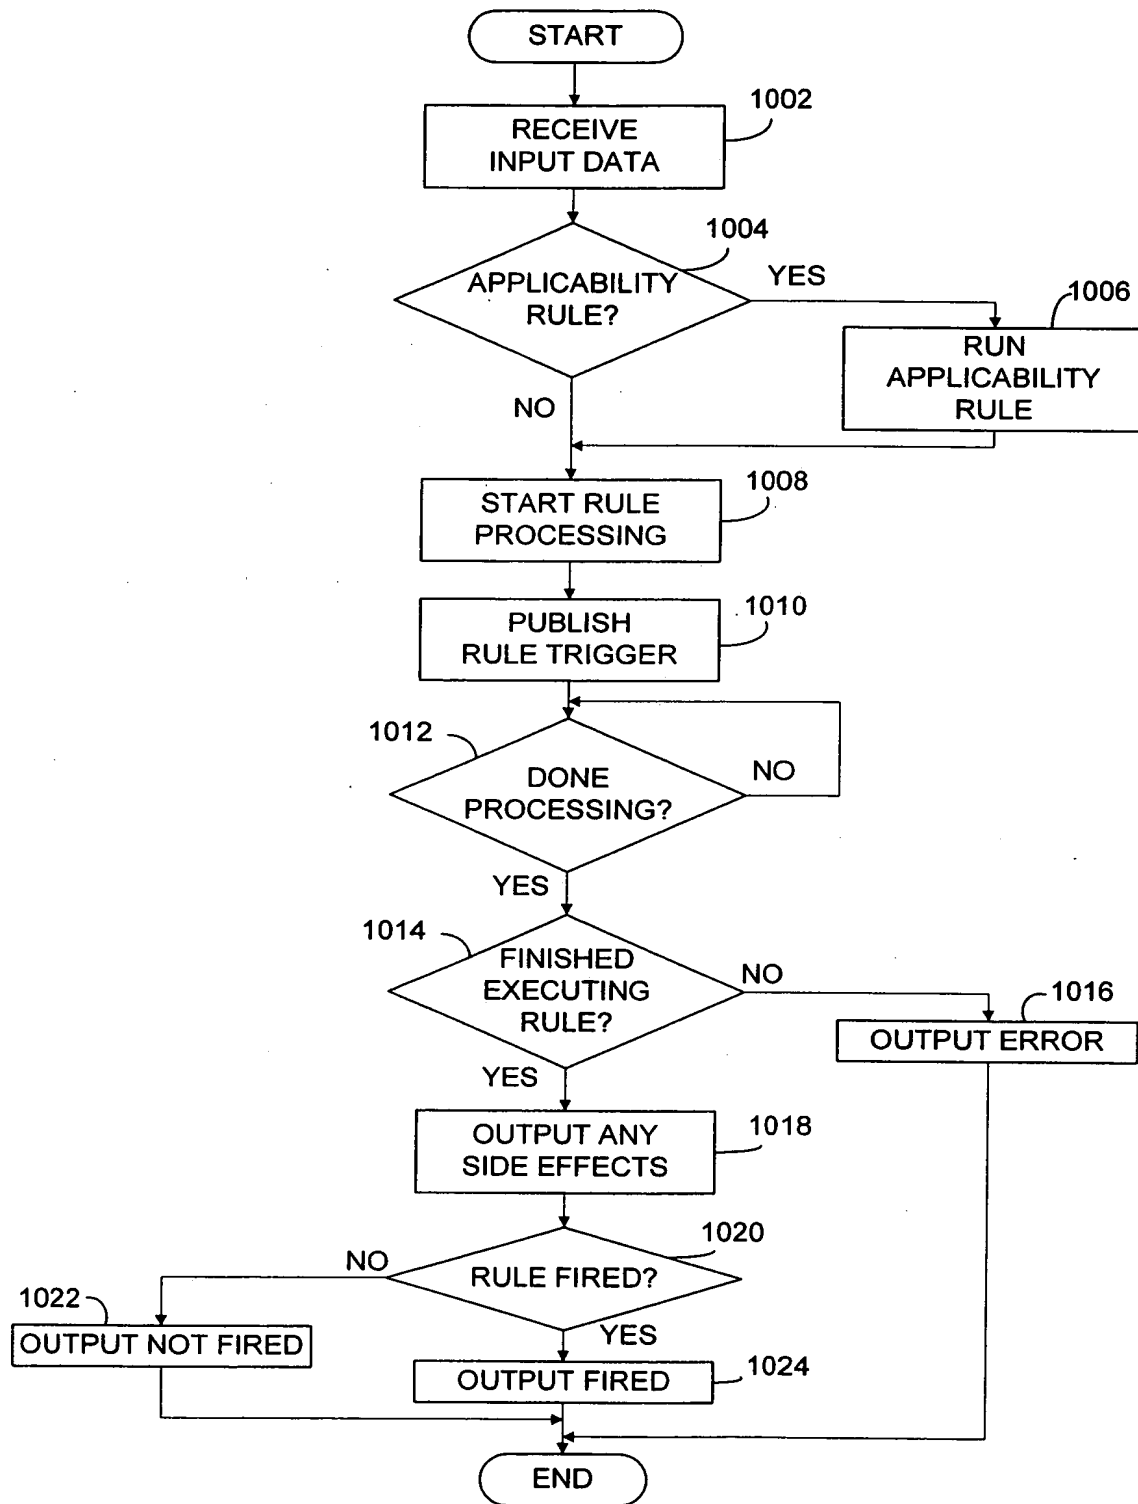 START
1002
RECEIVE
INPUT DATA
1004
APPLICABILITY
RULE?
YES
1006
RUN
APPLICABILITY
RULE
NO
1008
START RULE
PROCESSING
1010
PUBLISH
RULE TRIGGER
1012
DONE
PROCESSING?
NO
YES
1014
FINISHED
EXECUTING
RULE?
NO
1016
OUTPUT ERROR
YES
1018
OUTPUT ANY
SIDE EFFECTS
1020
RULE FIRED?
NO
1022
OUTPUT NOT FIRED
YES
1024
OUTPUT FIRED
END